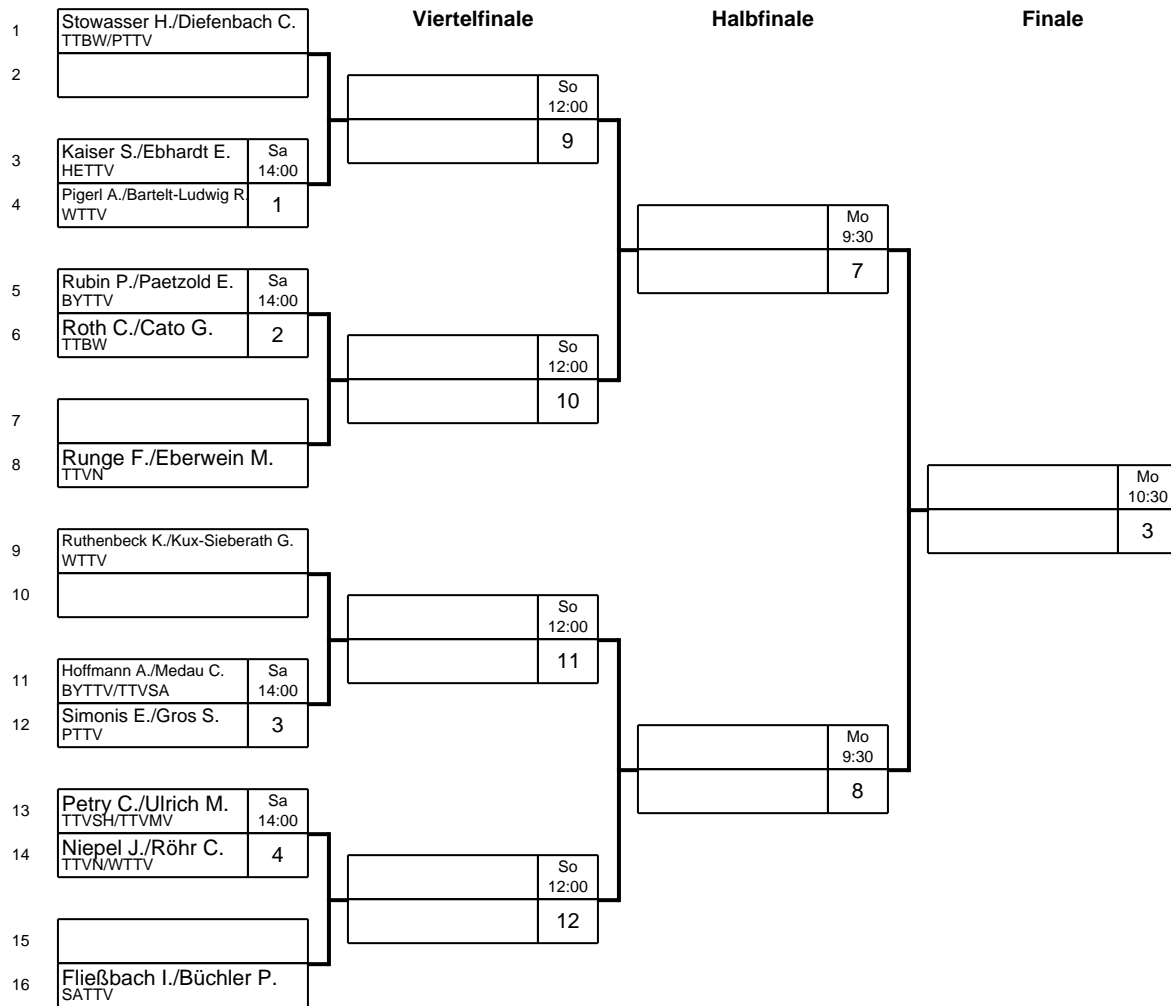 Viertelfinale
Halbfinale
Finale
1
Stowasser H./Diefenbach C.
TTBW/PTTV
2
3
Kaiser S./Ebhardt E.
HETTV
Sa
14:00
4
Pigerl A./Bartelt-Ludwig R.
WTTV
1
5
Rubin P./Paetzold E.
BYTTV
Sa
14:00
6
Roth C./Cato G.
TTBW
2
7
8
Runge F./Eberwein M.
TTVN
9
Ruthenbeck K./Kux-Sieberath G.
WTTV
10
11
Hoffmann A./Medau C.
BYTTV/TTVSA
Sa
14:00
12
Simonis E./Gros S.
PTTV
3
13
Petry C./Ulrich M.
TTVSH/TTVMV
Sa
14:00
14
Niepel J./Röhr C.
TTVN/WTTV
4
15
16
Fließbach I./Büchler P.
SATTV
So
12:00
9
So
12:00
10
So
12:00
11
So
12:00
12
Mo
9:30
7
Mo
9:30
8
Mo
10:30
3